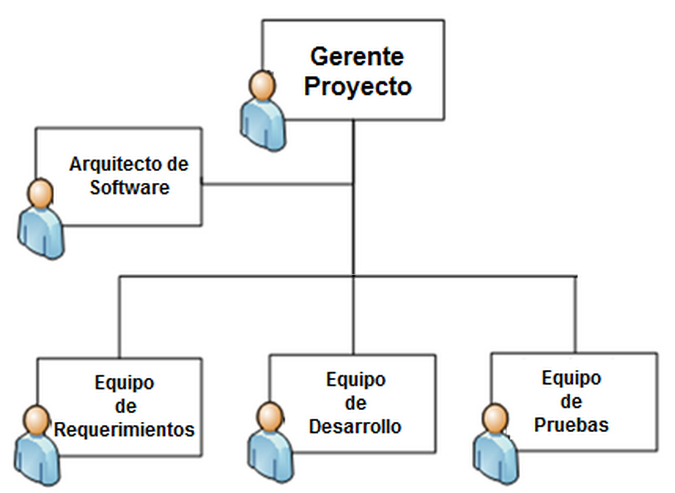 Gerente
Proyecto
Arquitecto de
Software
Equipo
de
Requerimientos
Equipo
de
Desarrollo
Equipo
de
Pruebas